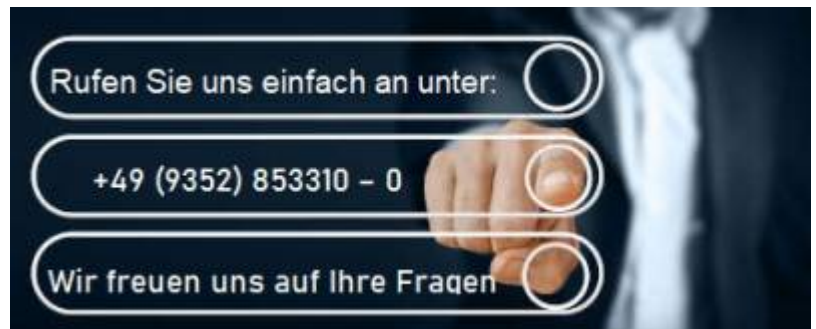 Rufen Sie uns einfach an unter:
+49 (9352) 853310 – 0
Wir freuen uns auf Ihre Fragen